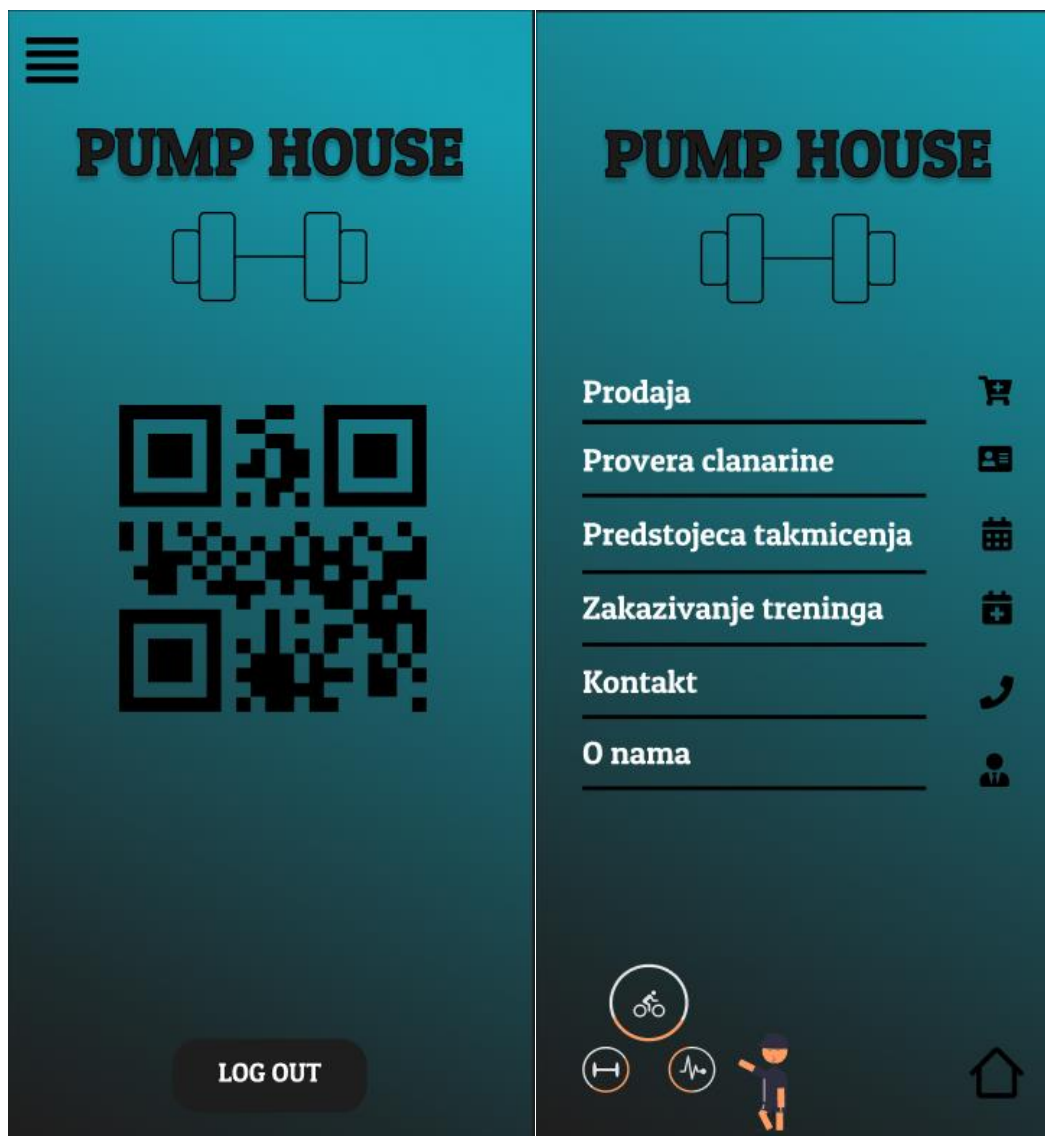 PUMP HOUSE
LOG OUT
PUMP HOUSE
Prodaja
Provera clanarine
Predstojeca takmicenja
Zakazivanje treninga
Kontakt
O nama